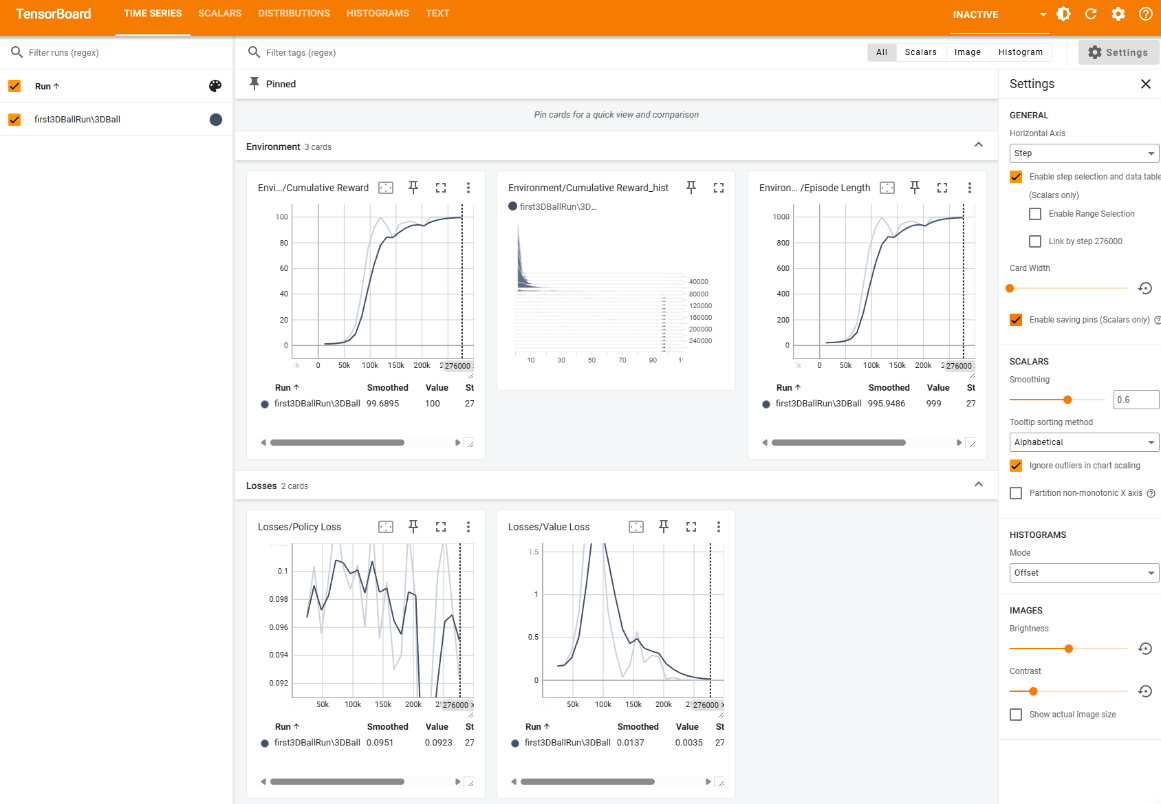 TensorBoard TIME SERIES SCALARS DISTRIBUTIONS HISTOGRAMS TEXT INACTIVE
Filter runs (regex)
Run
first3DBallRun\3DBall
Filter tags (regex) All Scalars Image Histogram Settings
Pinned
Pin cards for a quick view and comparison
Environment 3 cards
Envi…/Cumulative Reward
100
80
60
40
20
0
0 50k 100k 150k 200k 2 276000
Run Smoothed Value St
first3DBallRun\3DBall 99.6895 100 27
Environment/Cumulative Reward_hist
first3DBallRun\3D…
40000
80000
120000
160000
200000
240000
10 30 50 70 90 1
Environ… /Episode Length
1000
800
600
400
200
0
0 50k 100k 150k 200k 276000
Run Smoothed Value St
first3DBallRun\3DBall 995.9486 999 27
Losses 2 cards
Losses/Policy Loss
0.1
0.098
0.096
0.094
0.092
50k 100k 150k 200k 2 276000
Run Smoothed Value St
first3DBallRun\3DBall 0.0951 0.0923 27
Losses/Value Loss
1.5
1
0.5
0
50k 100k 150k 200k 2 276000
Run Smoothed Value St
first3DBallRun\3DBall 0.0137 0.0035 27
Settings
GENERAL
Horizontal Axis
Step
Enable step selection and data table
(Scalars only)
Enable Range Selection
Link by step 276000
Card Width
Enable saving pins (Scalars only)
SCALARS
Smoothing
0.6
Tooltip sorting method
Alphabetical
Ignore outliers in chart scaling
Partition non-monotonic X axis
HISTOGRAMS
Mode
Offset
IMAGES
Brightness
Contrast
Show actual image size